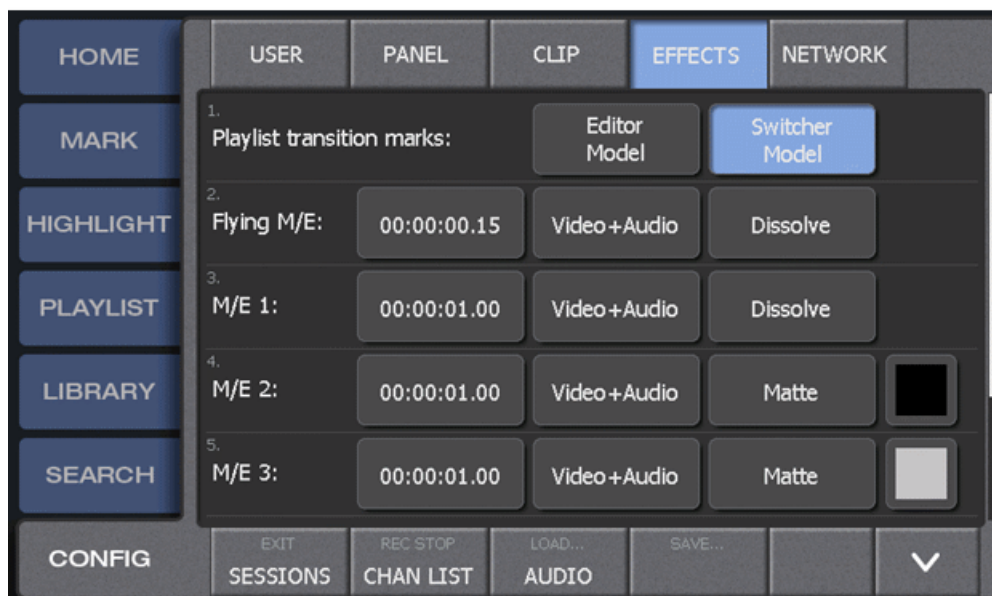 HOME
USER
PANEL
CLIP
EFFECTS
NETWORK
MARK
1.
Playlist transition marks:
Editor
Model
Switcher
Model
HIGHLIGHT
2.
Flying M/E:
00:00:00.15
Video+Audio
Dissolve
PLAYLIST
3.
M/E 1:
00:00:01.00
Video+Audio
Dissolve
LIBRARY
4.
M/E 2:
00:00:01.00
Video+Audio
Matte
SEARCH
5.
M/E 3:
00:00:01.00
Video+Audio
Matte
CONFIG
EXIT
SESSIONS
REC STOP
CHAN LIST
LOAD...
AUDIO
SAVE...